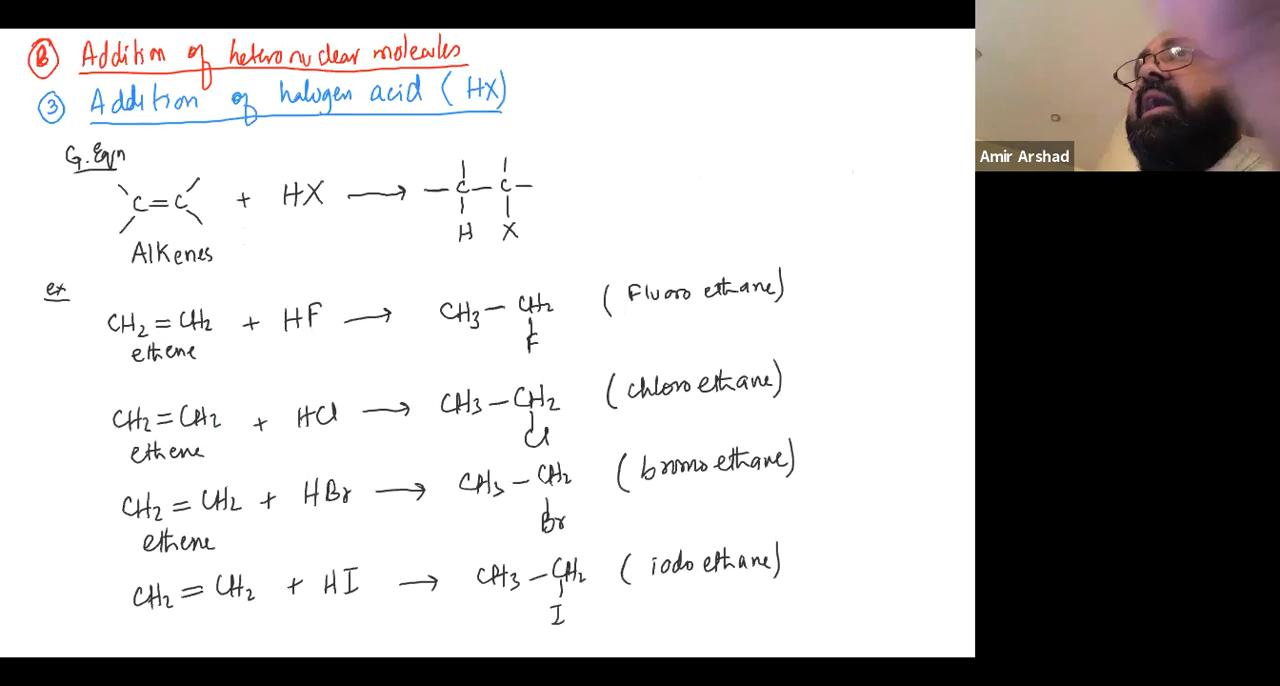 Ⓑ Addition of heteronuclear molecules
③ Addition of halogen acid (HX)
G. Eqn
C=C + HX ⟶ —C—C—
H X
Alkenes
ex
CH₂=CH₂ + HF ⟶ CH₃—CH₂ (Fluoro ethane)
F
ethene
CH₂=CH₂ + HCl ⟶ CH₃—CH₂ (chloro ethane)
Cl
ethene
CH₂=CH₂ + HBr ⟶ CH₃—CH₂ (bromo ethane)
Br
ethene
CH₂=CH₂ + HI ⟶ CH₃—CH₂ (iodo ethane)
I
Amir Arshad